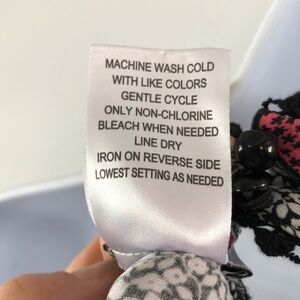 MACHINE WASH COLD
WITH LIKE COLORS
GENTLE CYCLE
ONLY NON-CHLORINE
BLEACH WHEN NEEDED
LINE DRY
IRON ON REVERSE SIDE
LOWEST SETTING AS NEEDED